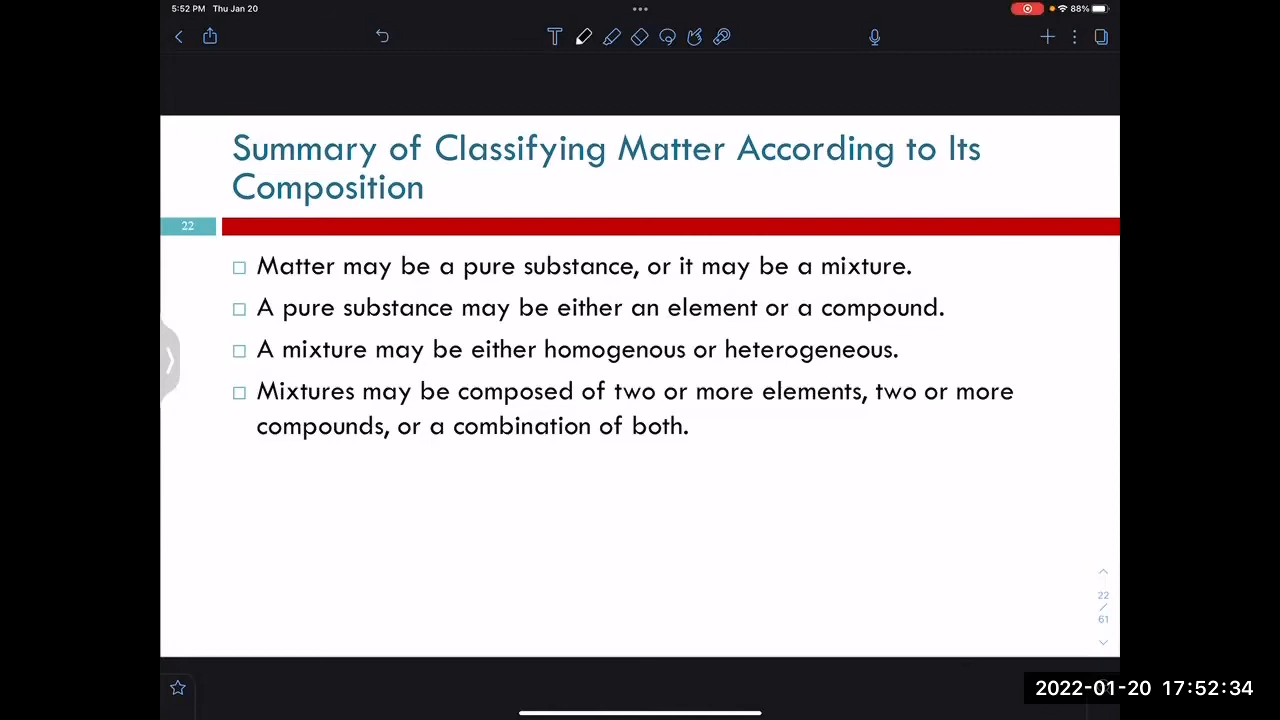 5:52 PM Thu Jan 20
88%
Summary of Classifying Matter According to Its
Composition
22
Matter may be a pure substance, or it may be a mixture.
A pure substance may be either an element or a compound.
A mixture may be either homogenous or heterogeneous.
Mixtures may be composed of two or more elements, two or more
compounds, or a combination of both.
22
/
61
2022-01-20 17:52:34